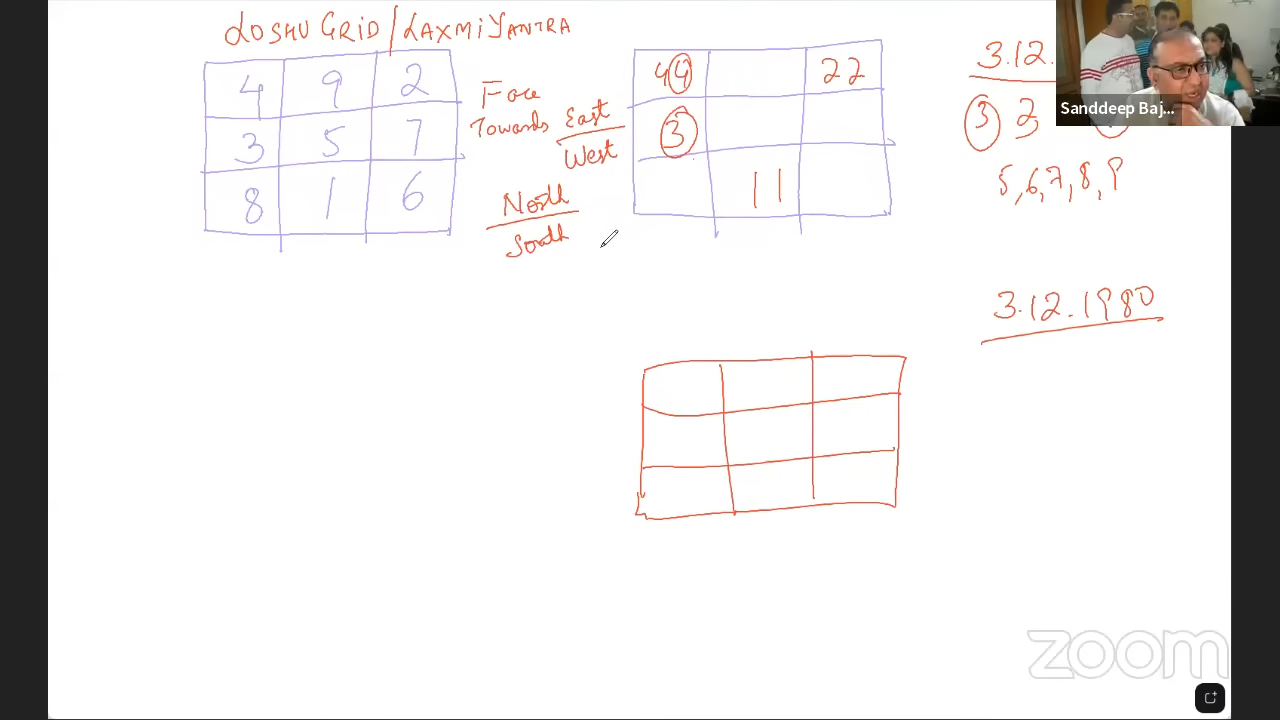 LOSHU GRID / LAXMI YANTRA
4 9 2
3 5 7
8 1 6
Face
Towards East
West
North
South
44 22
3
11
3.12.
3 3
5,6,7,8,9
3.12.1980
Sanddeep Baj...
zoom